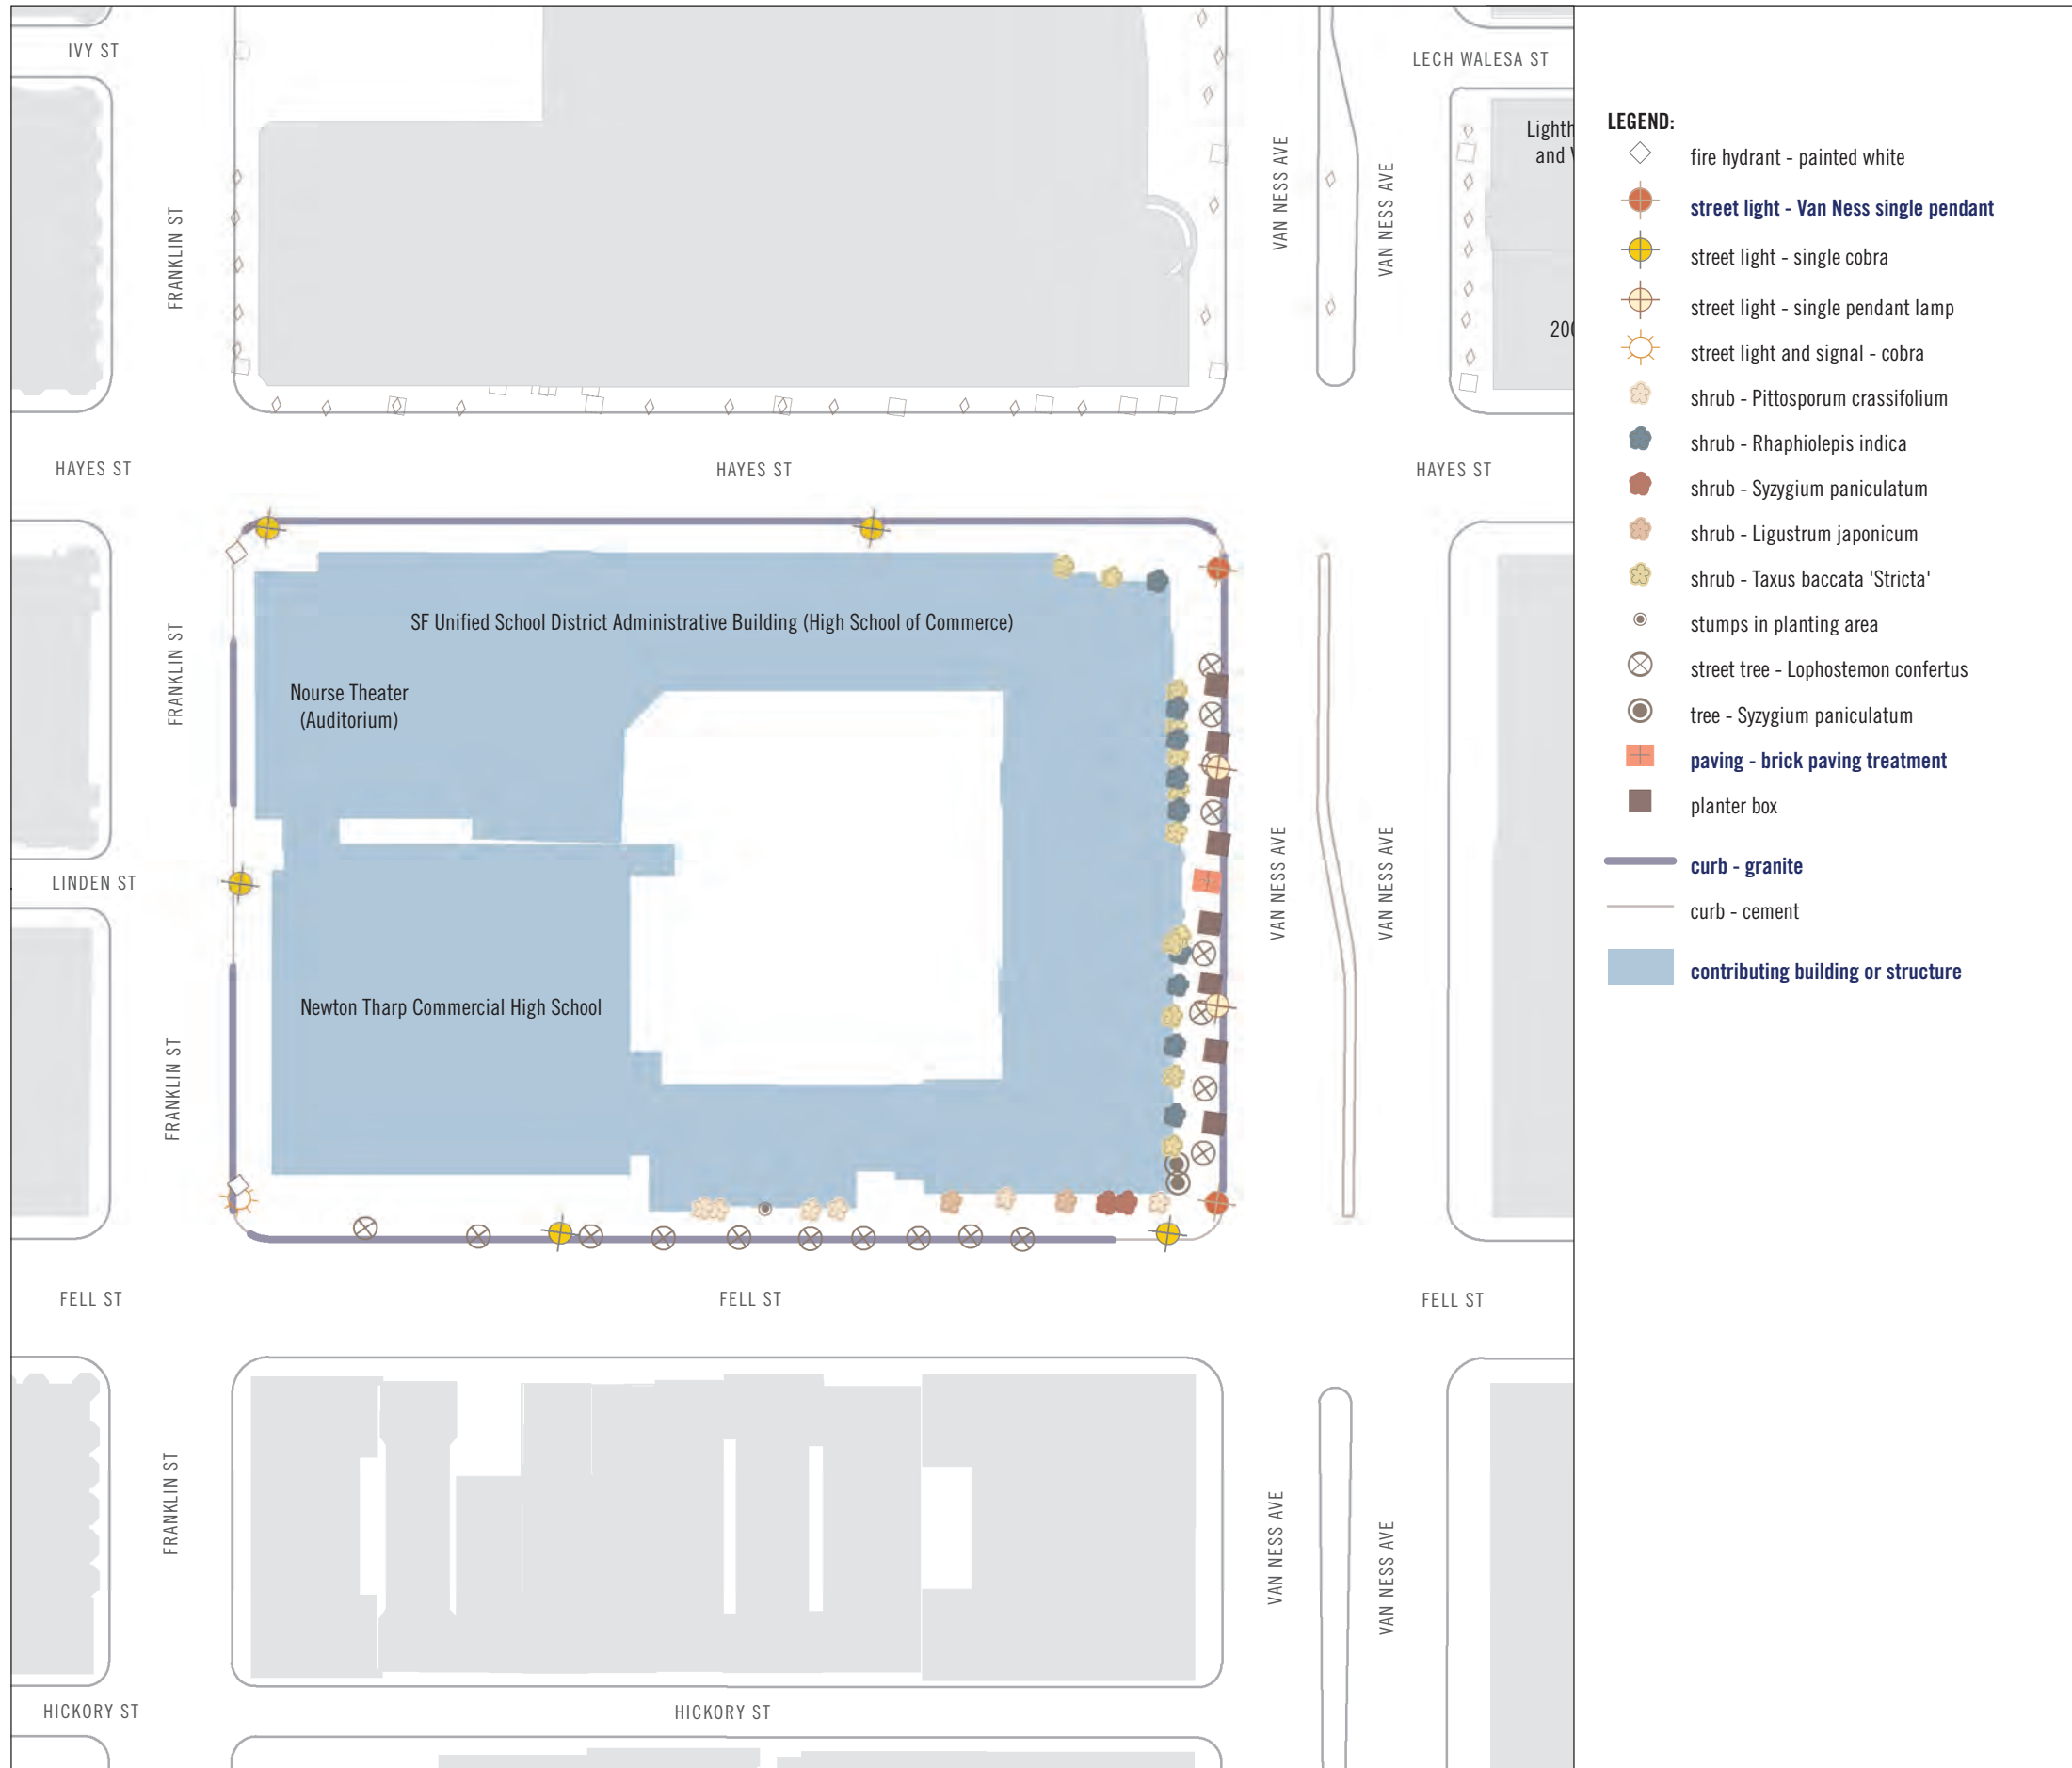 IVY ST
LECH WALESA ST
Lighth
and
200
FRANKLIN ST
VAN NESS AVE
VAN NESS AVE
HAYES ST
HAYES ST
HAYES ST
SF Unified School District Administrative Building (High School of Commerce)
FRANKLIN ST
Nourse Theater
(Auditorium)
LINDEN ST
VAN NESS AVE
VAN NESS AVE
Newton Tharp Commercial High School
FRANKLIN ST
FELL ST
FELL ST
FELL ST
FRANKLIN ST
VAN NESS AVE
VAN NESS AVE
HICKORY ST
HICKORY ST
LEGEND:
fire hydrant - painted white
street light - Van Ness single pendant
street light - single cobra
street light - single pendant lamp
street light and signal - cobra
shrub - Pittosporum crassifolium
shrub - Rhaphiolepis indica
shrub - Syzygium paniculatum
shrub - Ligustrum japonicum
shrub - Taxus baccata 'Stricta'
stumps in planting area
street tree - Lophostemon confertus
tree - Syzygium paniculatum
paving - brick paving treatment
planter box
curb - granite
curb - cement
contributing building or structure